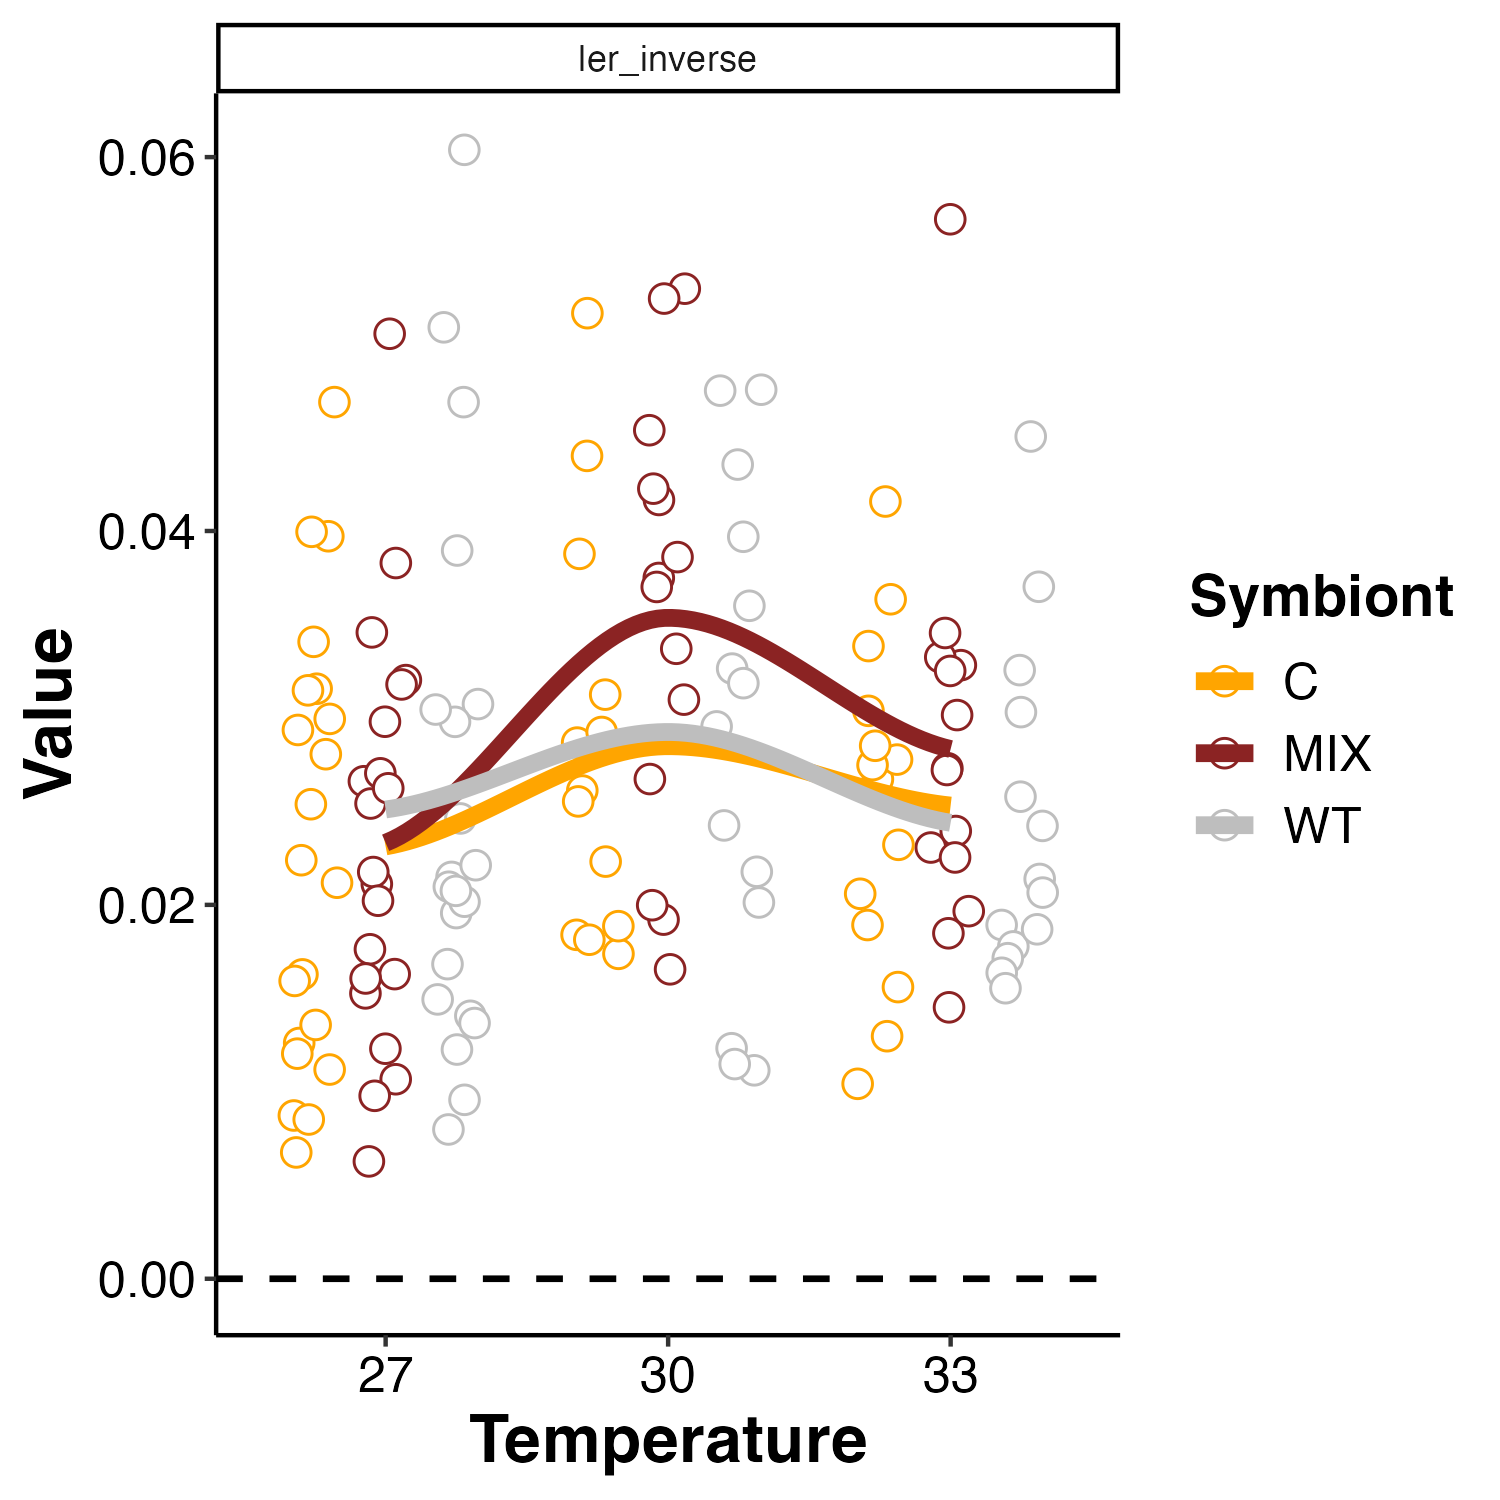 ler_inverse
0.06
0.04
0.02
0.00
Value
27
30
33
Temperature
Symbiont
C
MIX
WT